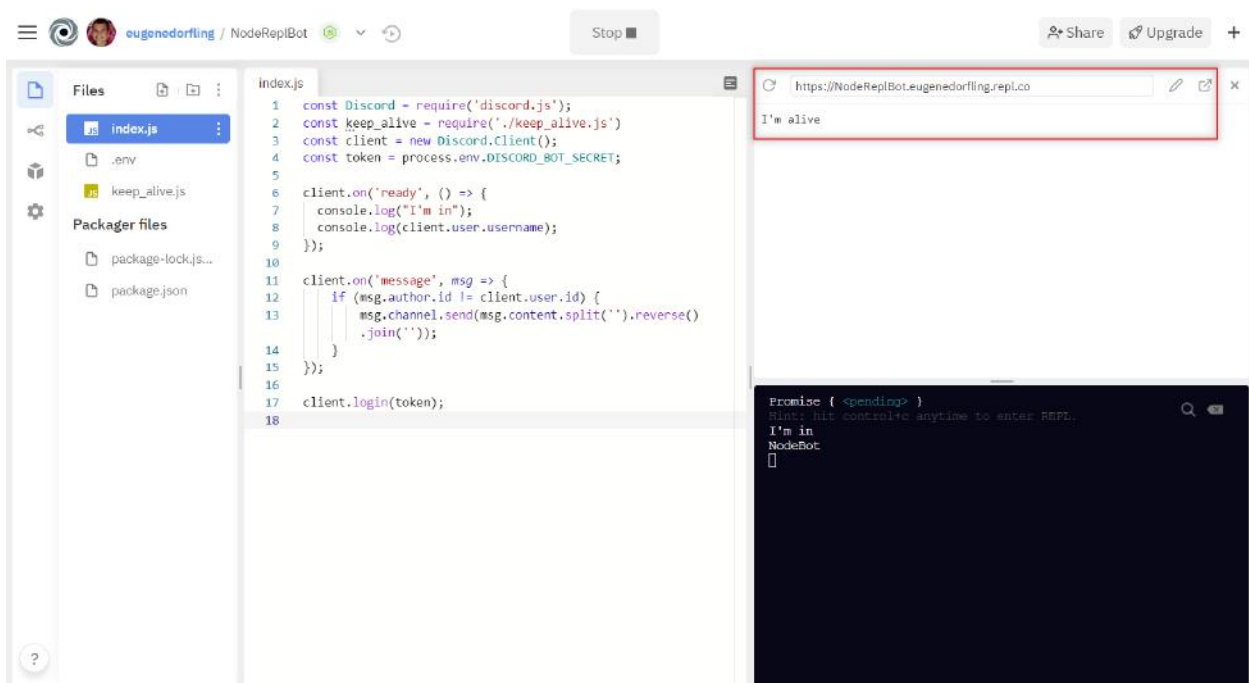 eugenedorfling / NodeReplBot
Stop
Share
Upgrade
Files
index.js
.env
keep_alive.js
Packager files
package-lock.js...
package.json
index.js
1 const Discord = require('discord.js');
2 const keep_alive = require('./keep_alive.js')
3 const client = new Discord.Client();
4 const token = process.env.DISCORD_BOT_SECRET;
5
6 client.on('ready', () => {
7 console.log("I'm in");
8 console.log(client.user.username);
9 });
10
11 client.on('message', msg => {
12 if (msg.author.id != client.user.id) {
13 msg.channel.send(msg.content.split(``).reverse()
.join(``));
14 }
15 });
16
17 client.login(token);
18
https://NodeReplBot.eugenedorfling.repl.co
I'm alive
Promise { <pending> }
Hint: hit control+c anytime to enter REPL.
I'm in
NodeBot
?